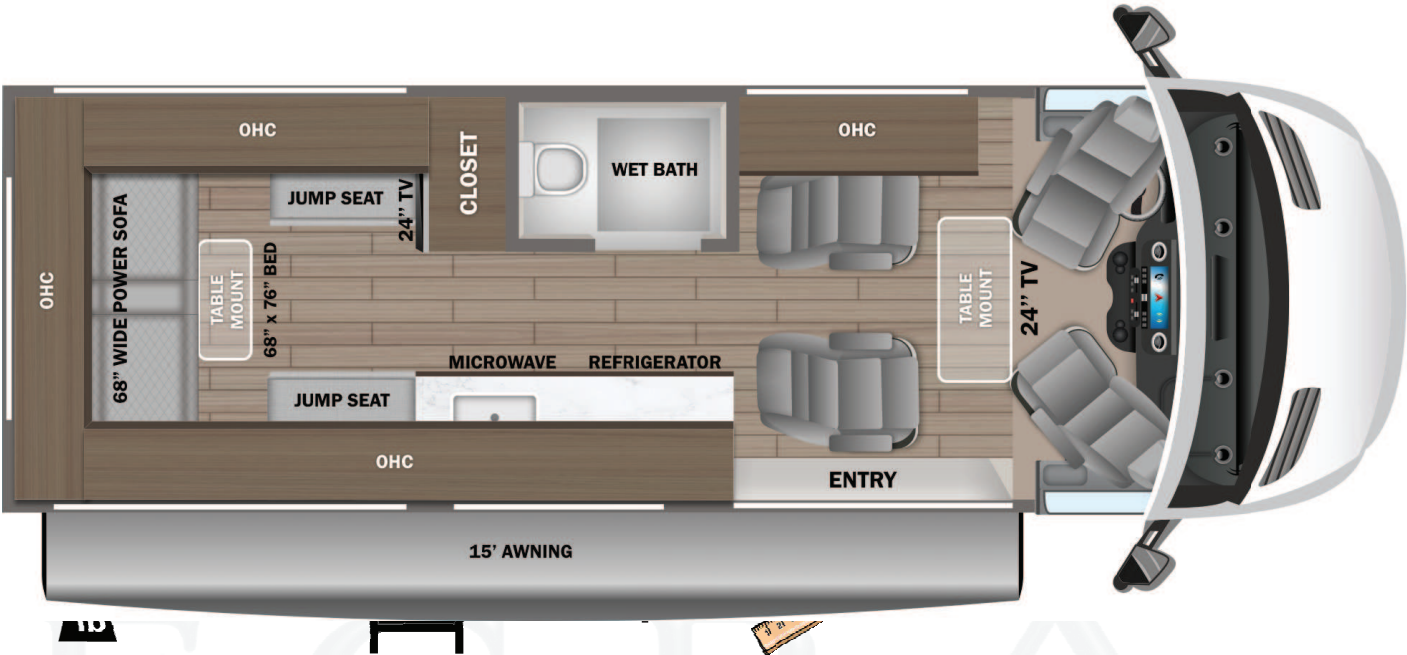 OHC
CLOSET
WET BATH
OHC
JUMP SEAT
24" TV
68" WIDE POWER SOFA
OHC
TABLE
MOUNT
68" x 76" BED
TABLE
MOUNT
24" TV
MICROWAVE
REFRIGERATOR
JUMP SEAT
OHC
ENTRY
15' AWNING